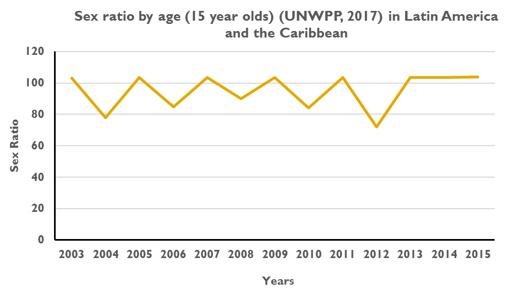 Sex ratio by age (15 year olds) (UNWPP, 2017) in Latin America
and the Caribbean
120
100
80
60
40
20
0
Sex Ratio
2003 2004 2005 2006 2007 2008 2009 2010 2011 2012 2013 2014 2015
Years